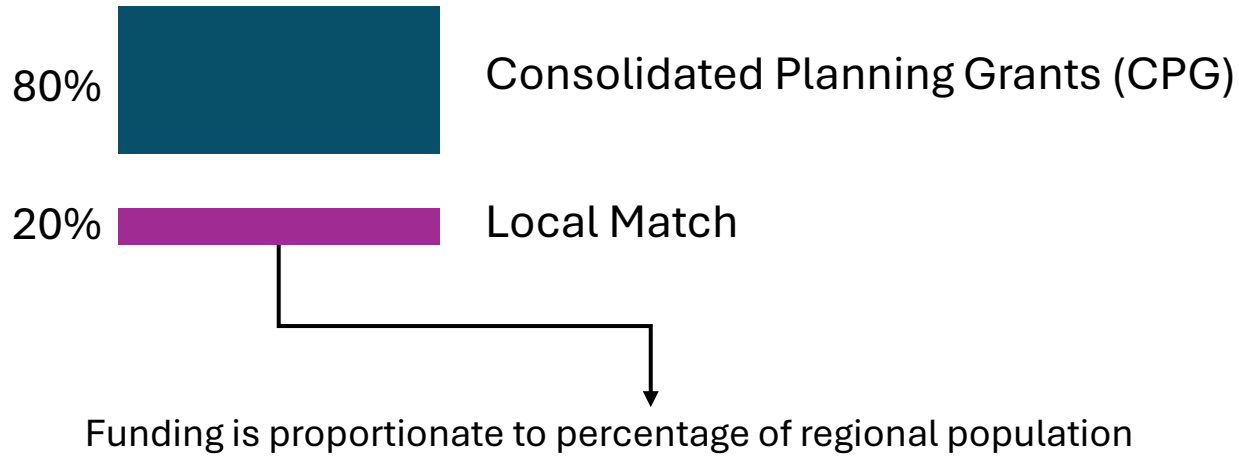 80%
Consolidated Planning Grants (CPG)
20%
Local Match
Funding is proportionate to percentage of regional population